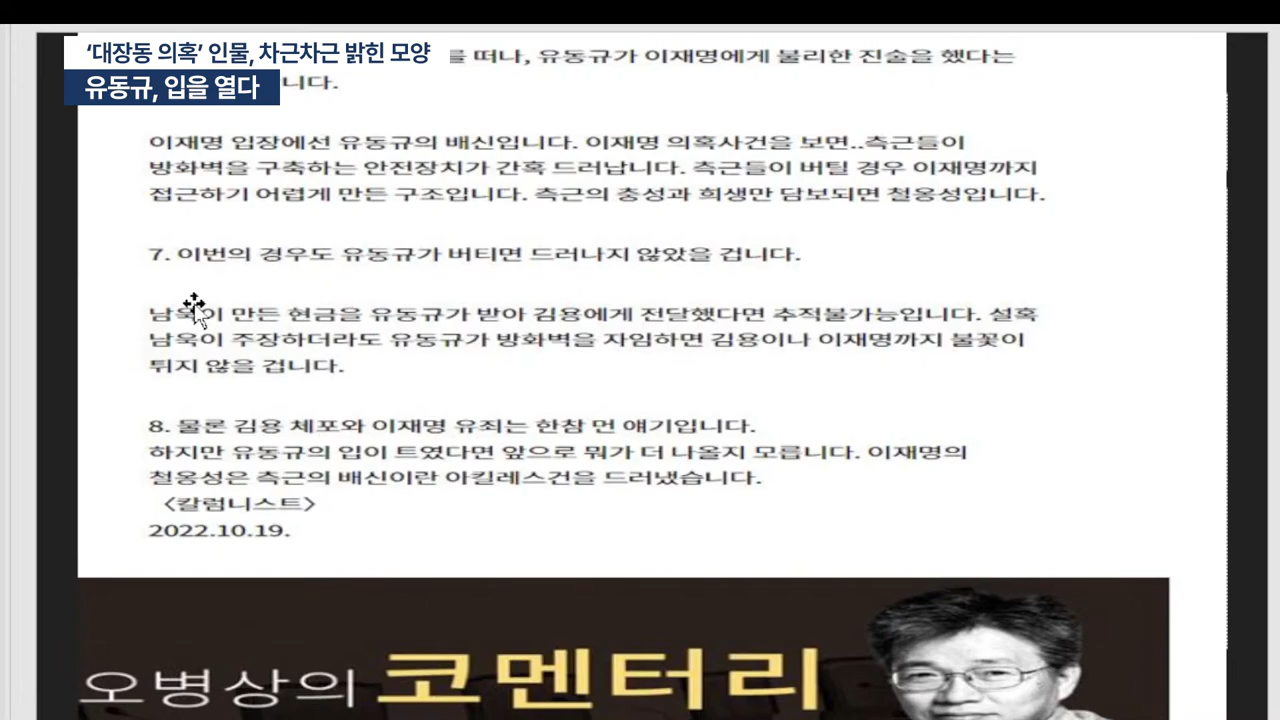 ‘대장동 의혹’ 인물, 차근차근 밝힌 모양
유동규, 입을 열다
를 떠나, 유동규가 이재명에게 불리한 진술을 했다는
니다.
이재명 입장에선 유동규의 배신입니다. 이재명 의혹사건을 보면..측근들이
방화벽을 구축하는 안전장치가 간혹 드러납니다. 측근들이 버틸 경우 이재명까지
접근하기 어렵게 만든 구조입니다. 측근의 충성과 희생만 담보되면 철옹성입니다.
7. 이번의 경우도 유동규가 버티면 드러나지 않았을 겁니다.
남욱이 만든 현금을 유동규가 받아 김용에게 전달했다면 추적불가능입니다. 설혹
남욱이 주장하더라도 유동규가 방화벽을 자임하면 김용이나 이재명까지 불꽃이
튀지 않을 겁니다.
8. 물론 김용 체포와 이재명 유죄는 한참 먼 얘기입니다.
하지만 유동규의 입이 트였다면 앞으로 뭐가 더 나올지 모릅니다. 이재명의
철옹성은 측근의 배신이란 아킬레스건을 드러냈습니다.
〈칼럼니스트〉
2022.10.19.
오병상의 코멘터리